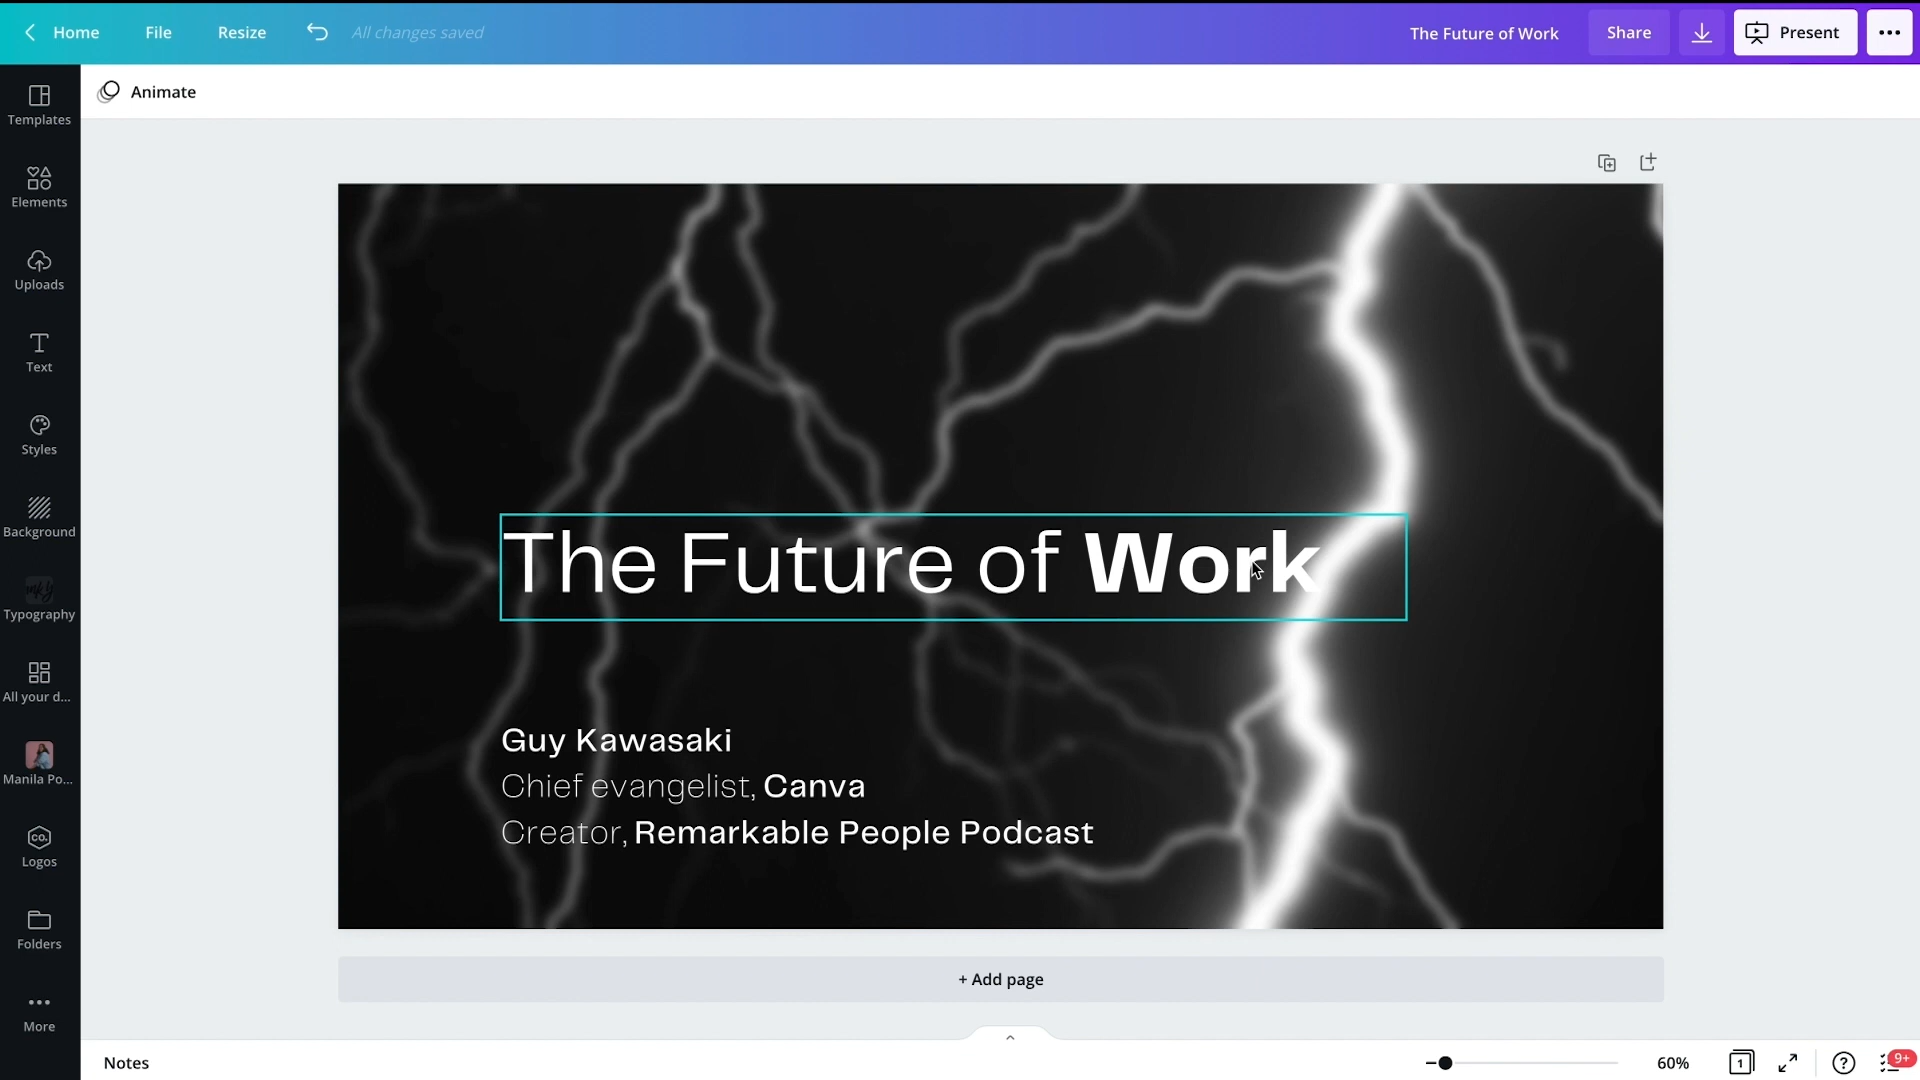 Home
File
Resize
All changes saved
The Future of Work
Share
Present
Animate
Templates
Elements
Uploads
Text
Styles
Background
Typography
All your d...
Manila Po...
co.
Logos
Folders
More
The Future of Work
Guy Kawasaki
Chief evangelist, Canva
Creator, Remarkable People Podcast
+ Add page
Notes
60%
1
?
9+